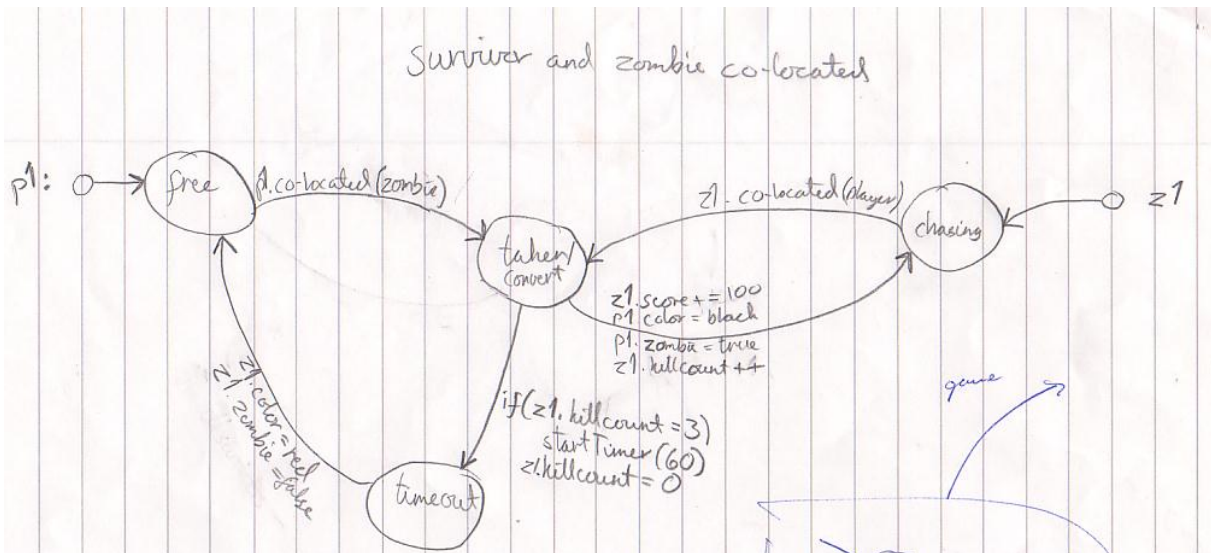 Surviver and zombie co-located
p1:
free
p1.co-located(zombie)
z1.co-located(player)
chasing
z1
taken/
convert
z1.score+=100
p1.color=black
p1.zombie=true
z1.killcount++
game
if(z1.killcount=3)
startTimer(60)
z1.killcount=0
z1.color=red
z1.zombie=false
timeout